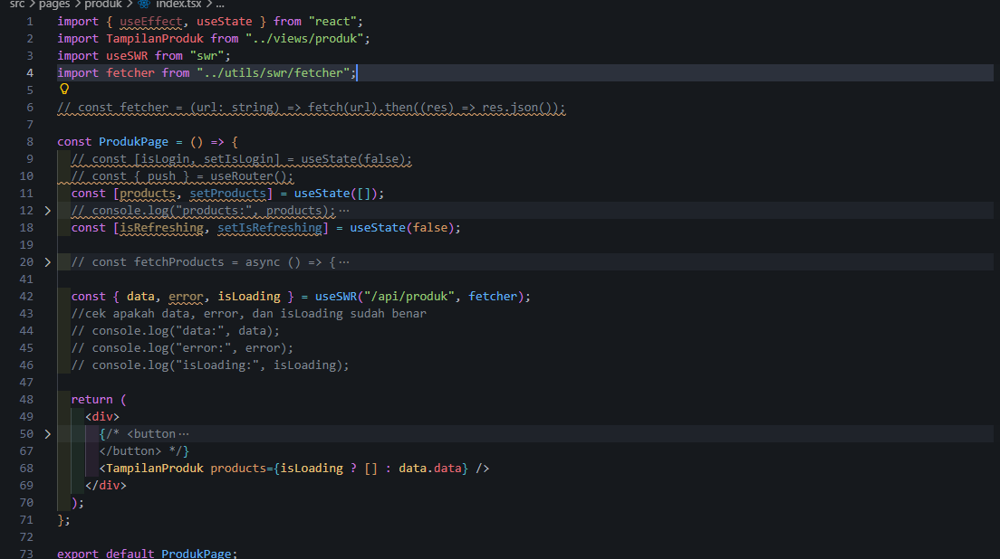 src > pages > produk > index.tsx > ...
1 import { useEffect, useState } from "react";
2 import TampilanProduk from "../views/produk";
3 import useSWR from "swr";
4 import fetcher from "../utils/swr/fetcher";
5
6 // const fetcher = (url: string) => fetch(url).then((res) => res.json());
7
8 const ProdukPage = () => {
9 // const [isLogin, setIsLogin] = useState(false);
10 // const { push } = useRouter();
11 const [products, setProducts] = useState([]);
12 > // console.log("products:", products);···
18 const [isRefreshing, setIsRefreshing] = useState(false);
19
20 > // const fetchProducts = async () => {···
41
42 const { data, error, isLoading } = useSWR("/api/produk", fetcher);
43 //cek apakah data, error, dan isLoading sudah benar
44 // console.log("data:", data);
45 // console.log("error:", error);
46 // console.log("isLoading:", isLoading);
47
48 return (
49 <div>
50 > {/* <button···
67 </button> */}
68 <TampilanProduk products={isLoading ? [] : data.data} />
69 </div>
70 );
71 };
72
73 export default ProdukPage;